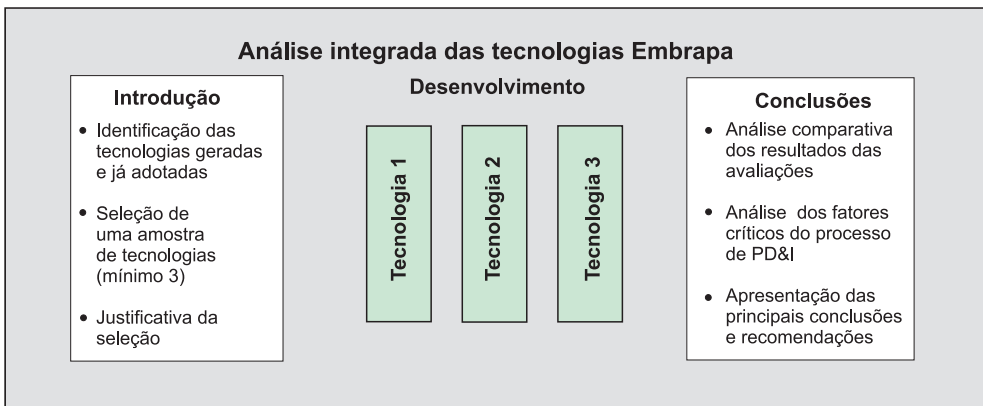 Análise integrada das tecnologias Embrapa
Introdução
• Identificação das
tecnologias geradas
e já adotadas
• Seleção de
uma amostra
de tecnologias
(mínimo 3)
• Justificativa da
seleção
Desenvolvimento
Tecnologia 1
Tecnologia 2
Tecnologia 3
Conclusões
• Análise comparativa
dos resultados das
avaliações
• Análise dos fatores
críticos do processo
de PD&I
• Apresentação das
principais conclusões
e recomendações